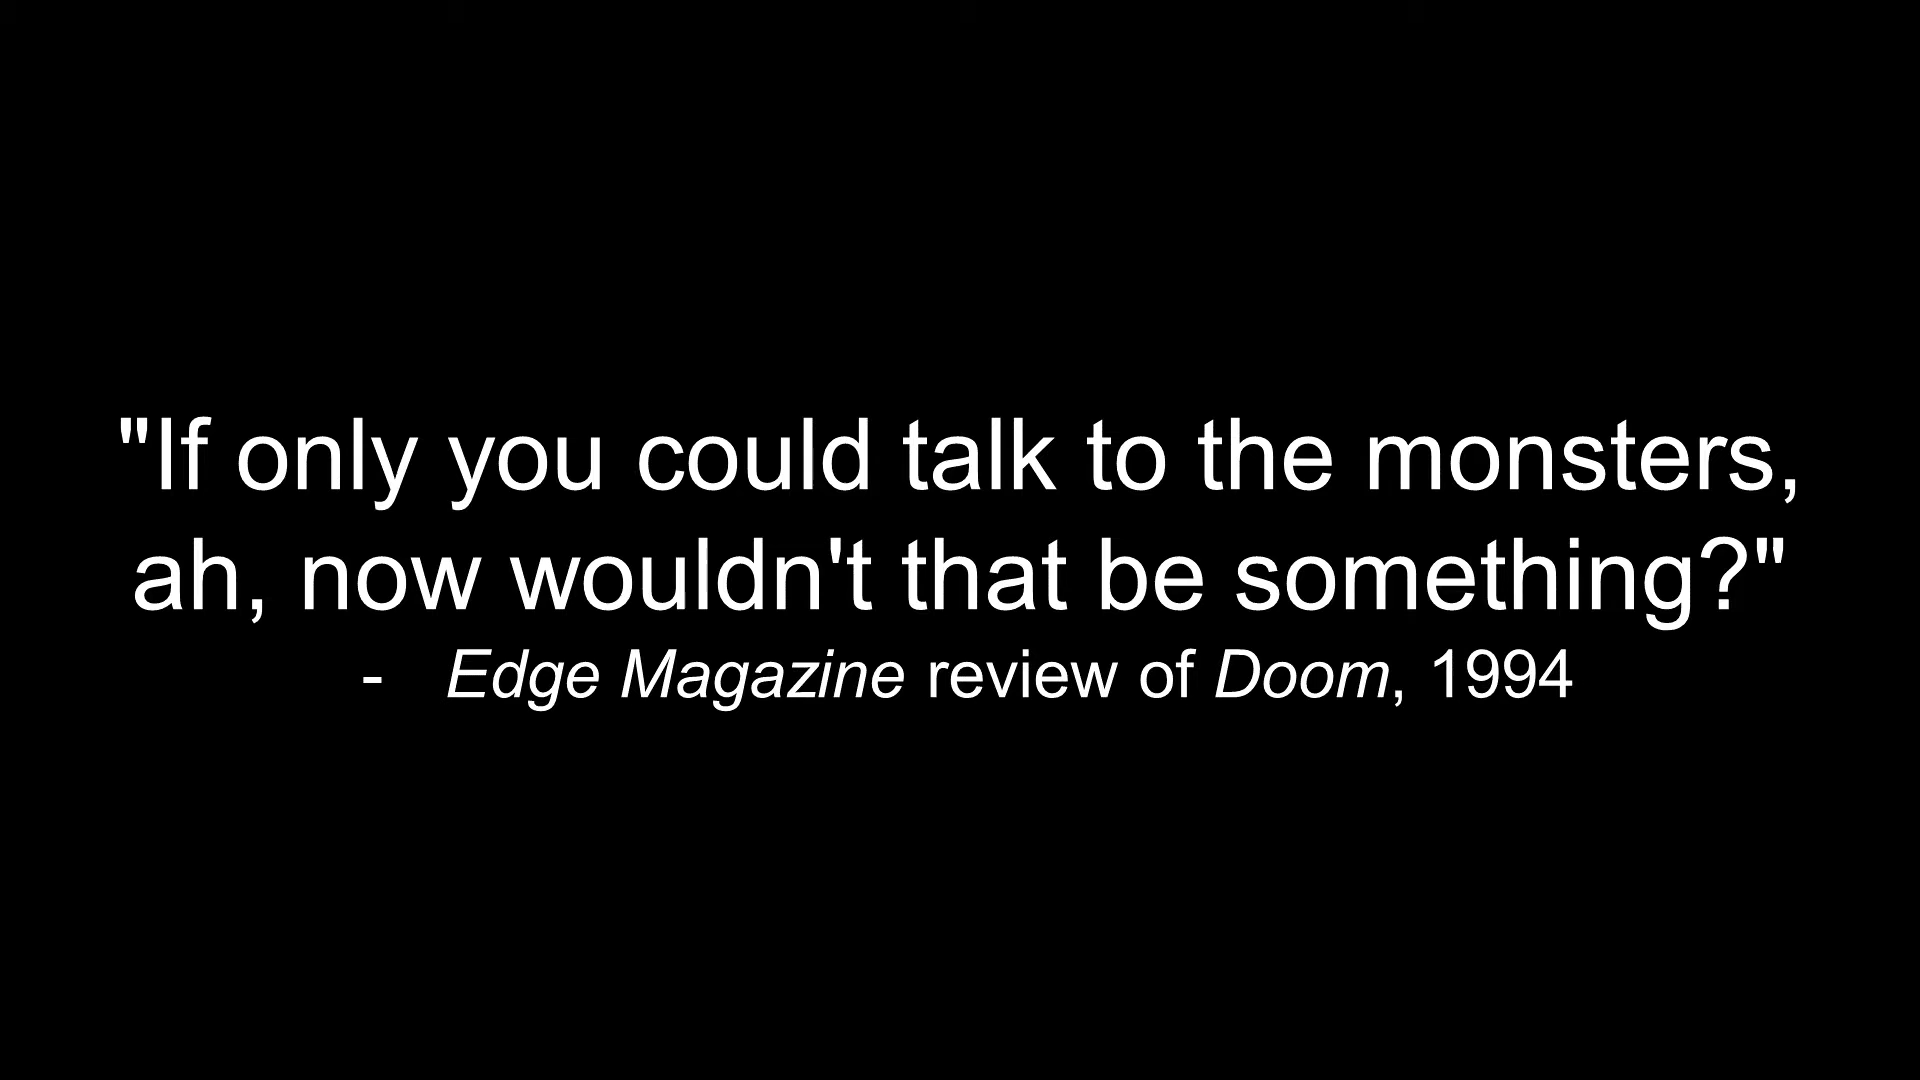 "If only you could talk to the monsters,
ah, now wouldn't that be something?"
- Edge Magazine review of Doom, 1994